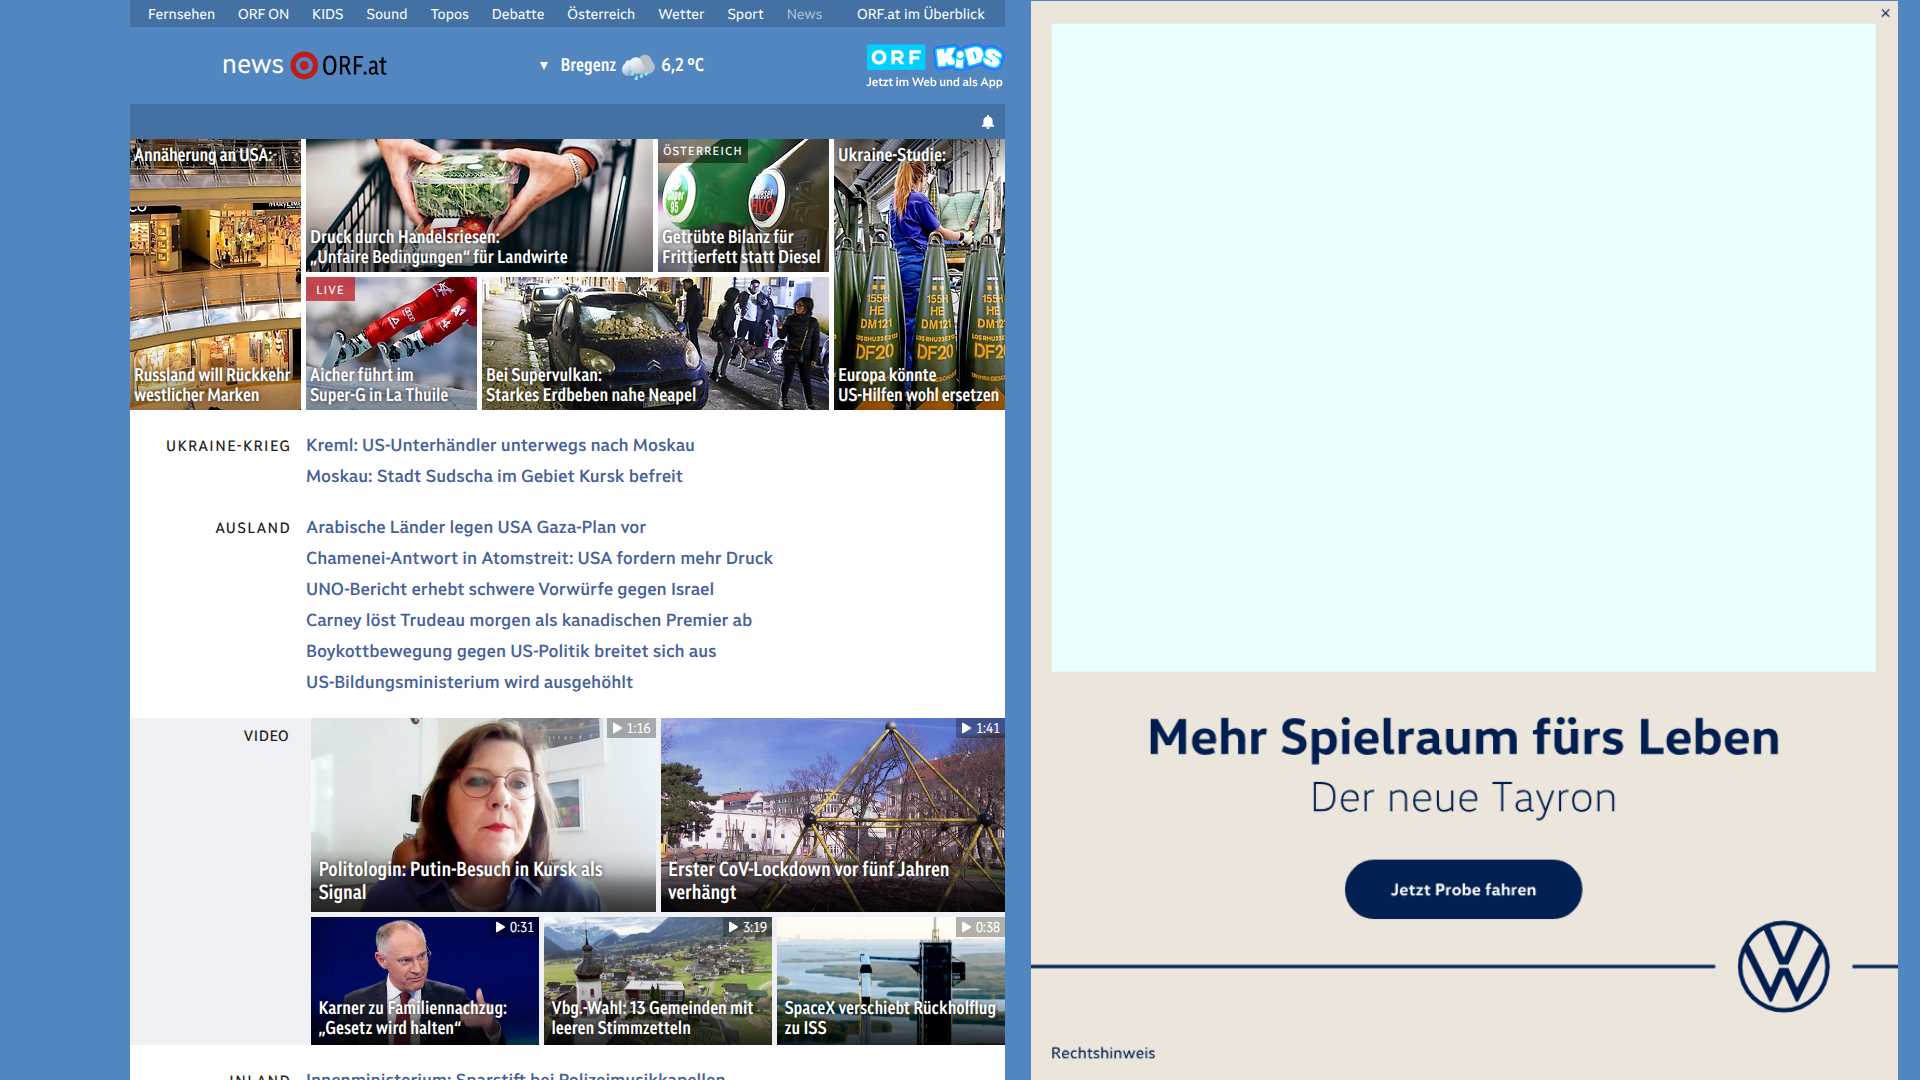 Fernsehen ORF ON KIDS Sound Topos Debatte Österreich Wetter Sport News ORF.at im Überblick
news ORF.at
Bregenz 6,2 ºC
ORF KiDS
Jetzt im Web und als App
Annäherung an USA:
Russland will Rückkehr
westlicher Marken
Druck durch Handelsriesen:
„Unfaire Bedingungen“ für Landwirte
ÖSTERREICH
Getrübte Bilanz für
Frittierfett statt Diesel
Ukraine-Studie:
155H
HE
DM121
DF20
Europa könnte
US-Hilfen wohl ersetzen
LIVE
Aicher führt im
Super-G in La Thuile
Bei Supervulkan:
Starkes Erdbeben nahe Neapel
UKRAINE-KRIEG
Kreml: US-Unterhändler unterwegs nach Moskau
Moskau: Stadt Sudscha im Gebiet Kursk befreit
AUSLAND
Arabische Länder legen USA Gaza-Plan vor
Chamenei-Antwort in Atomstreit: USA fordern mehr Druck
UNO-Bericht erhebt schwere Vorwürfe gegen Israel
Carney löst Trudeau morgen als kanadischen Premier ab
Boykottbewegung gegen US-Politik breitet sich aus
US-Bildungsministerium wird ausgehöhlt
VIDEO
1:16
Politologin: Putin-Besuch in Kursk als
Signal
1:41
Erster CoV-Lockdown vor fünf Jahren
verhängt
0:31
Karner zu Familiennachzug:
„Gesetz wird halten“
3:19
Vbg.-Wahl: 13 Gemeinden mit
leeren Stimmzetteln
0:38
SpaceX verschiebt Rückholflug
zu ISS
INLAND
Innenministerium: Sparstift bei Polizeimusikkapellen
Mehr Spielraum fürs Leben
Der neue Tayron
Jetzt Probe fahren
Rechtshinweis